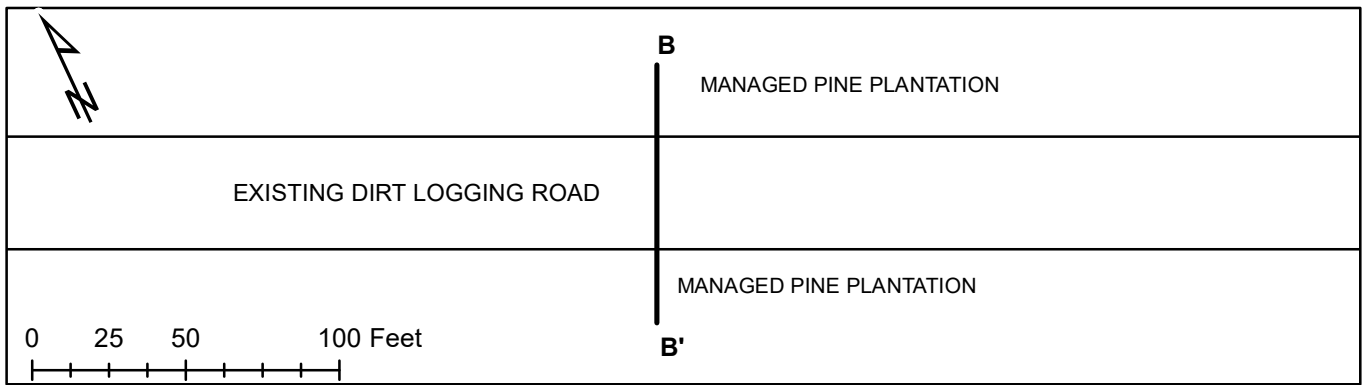 B
MANAGED PINE PLANTATION
EXISTING DIRT LOGGING ROAD
MANAGED PINE PLANTATION
0 25 50 100 Feet
B'
N